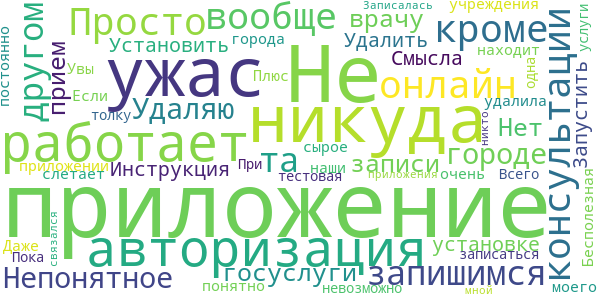 Записалась
учреждения
Просто
вообще
врачу
кроме
Установить
города
Удалить
находит
другом
постоянно
прием
Увы
Плюс
Смысла
ужас
Не
онлайн
одна
услуги
консультации
запустить
Если
Удаляю
никуда
удалила
толку
работает
Нет
никто
та
сырое
записи
городе
приложении
Инструкция
При
наши
слетает
тестовая
приложения
очень
Всего
Бесполезная
приложение
авторизация
установке
Даже
Пока
связался
записаться
Непонятное
госуслуги
запишимся
понятно
невозможно
мной
моего